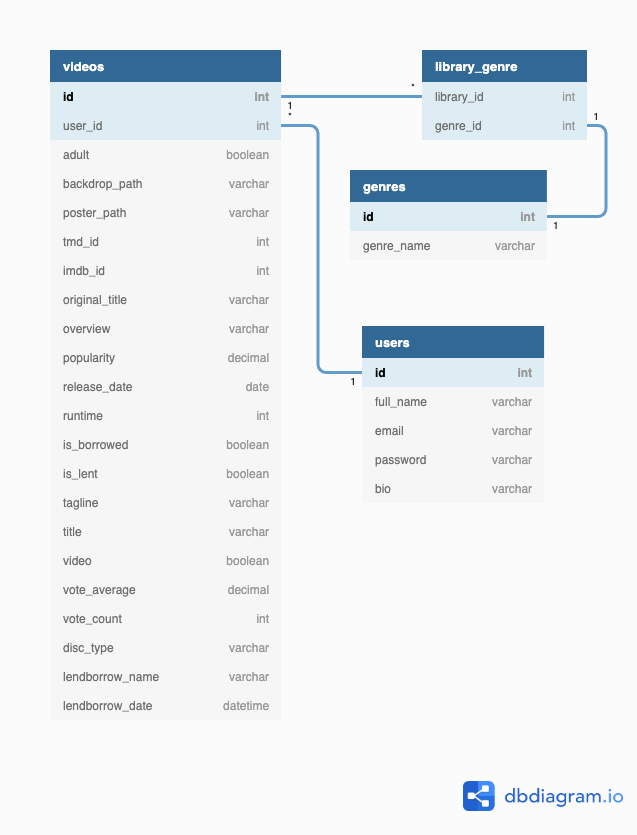 videos
id int
user_id int
adult boolean
backdrop_path varchar
poster_path varchar
tmd_id int
imdb_id int
original_title varchar
overview varchar
popularity decimal
release_date date
runtime int
is_borrowed boolean
is_lent boolean
tagline varchar
title varchar
video boolean
vote_average decimal
vote_count int
disc_type varchar
lendborrow_name varchar
lendborrow_date datetime
1
*
*
library_genre
library_id int
genre_id int
1
genres
id int
genre_name varchar
1
users
id int
full_name varchar
email varchar
password varchar
bio varchar
1
dbdiagram.io